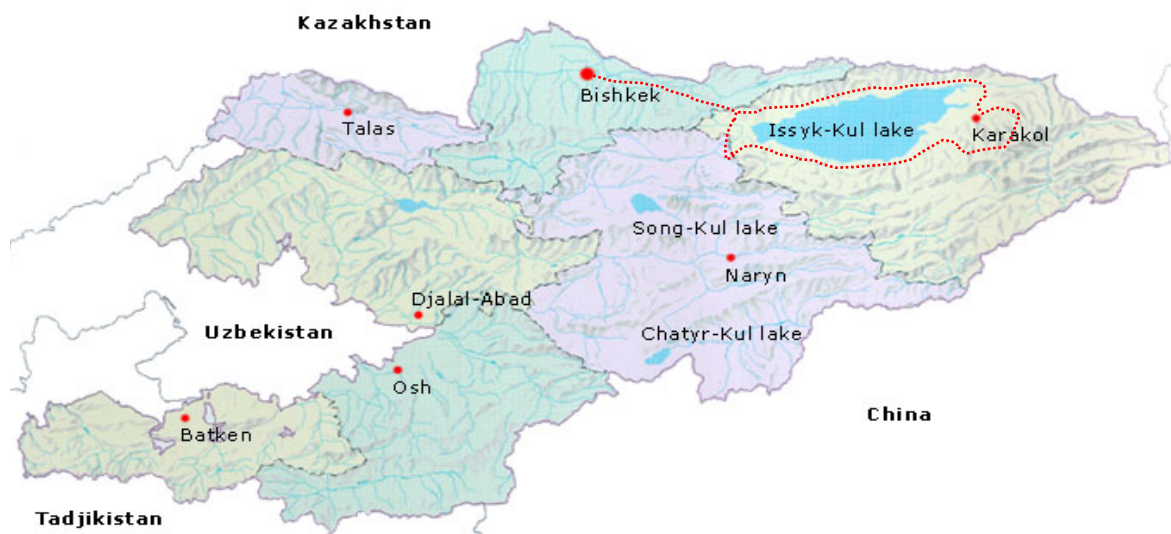 Kazakhstan
Bishkek
Talas
Issyk-Kul lake
Karakol
Song-Kul lake
Naryn
Djalal-Abad
Uzbekistan
Chatyr-Kul lake
Osh
China
Batken
Tadjikistan